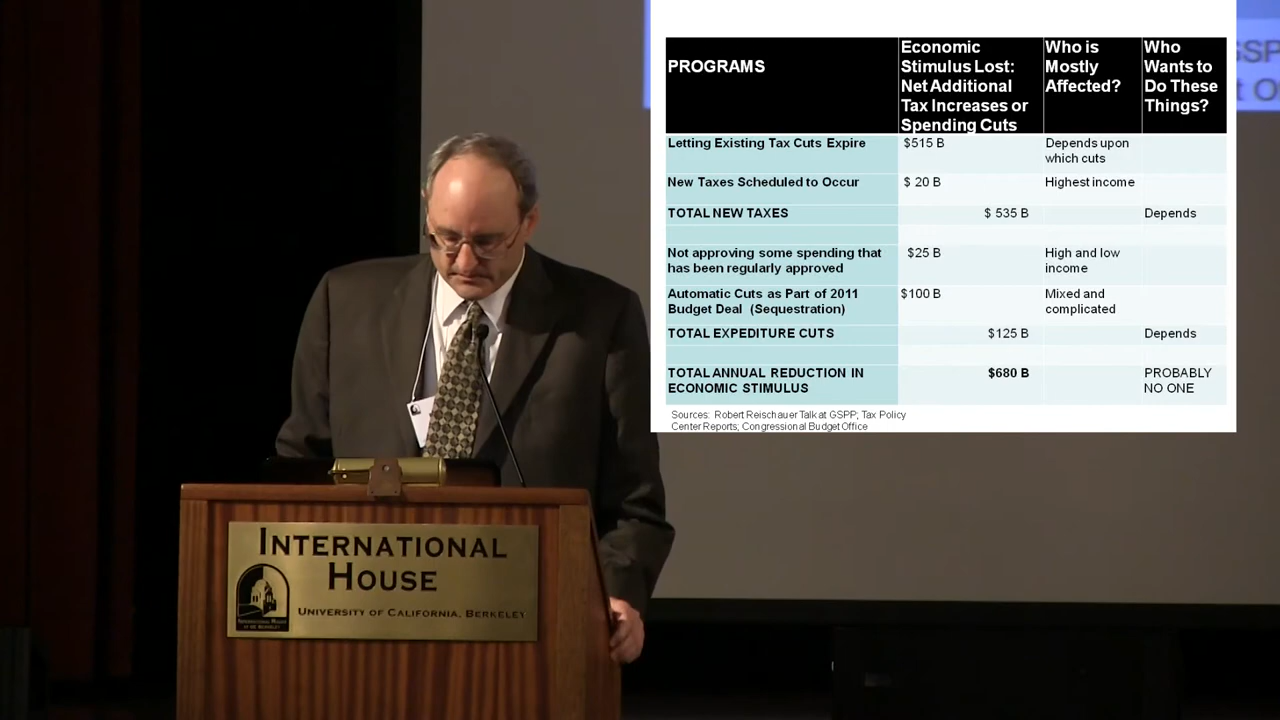 PROGRAMS
Economic
Stimulus Lost:
Net Additional
Tax Increases or
Spending Cuts
Who is
Mostly
Affected?
Who
Wants to
Do These
Things?
Letting Existing Tax Cuts Expire
$515 B
Depends upon
which cuts
New Taxes Scheduled to Occur
$ 20 B
Highest income
TOTAL NEW TAXES
$ 535 B
Depends
Not approving some spending that
has been regularly approved
$25 B
High and low
income
Automatic Cuts as Part of 2011
Budget Deal (Sequestration)
$100 B
Mixed and
complicated
TOTAL EXPEDITURE CUTS
$125 B
Depends
TOTAL ANNUAL REDUCTION IN
ECONOMIC STIMULUS
$680 B
PROBABLY
NO ONE
Sources: Robert Reischauer Talk at GSPP; Tax Policy
Center Reports; Congressional Budget Office
INTERNATIONAL
HOUSE
UNIVERSITY OF CALIFORNIA, BERKELEY